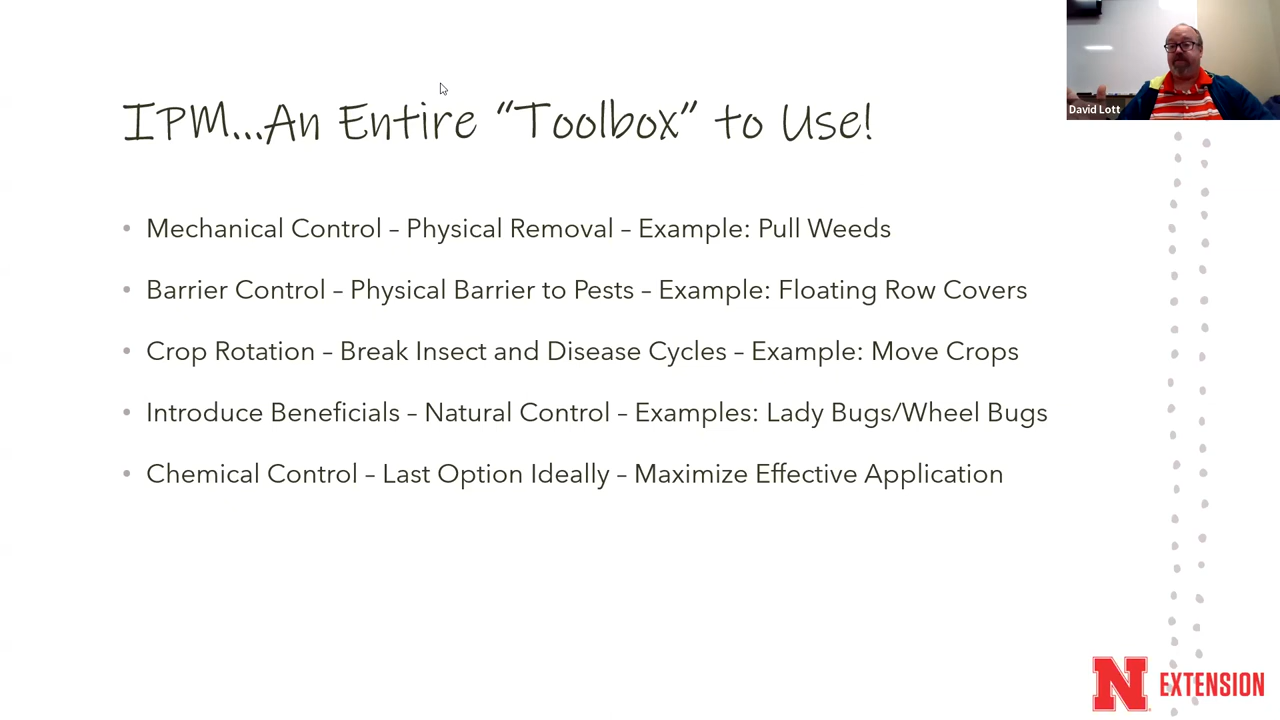 David Lott
IPM...An Entire “Toolbox” to Use!
• Mechanical Control – Physical Removal – Example: Pull Weeds
• Barrier Control – Physical Barrier to Pests – Example: Floating Row Covers
• Crop Rotation – Break Insect and Disease Cycles – Example: Move Crops
• Introduce Beneficials – Natural Control – Examples: Lady Bugs/Wheel Bugs
• Chemical Control – Last Option Ideally – Maximize Effective Application
N EXTENSION